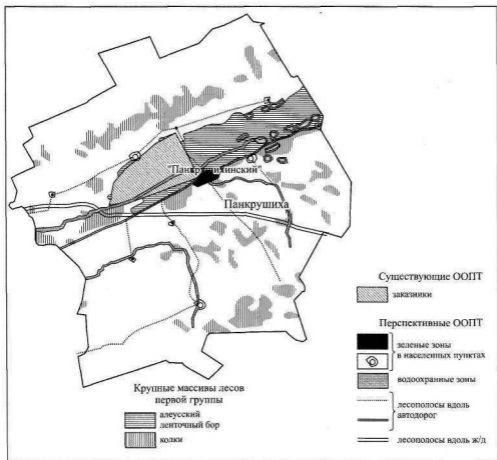 "Панкрушихинский"
Панкрушиха
Существующие ООПТ
заказники
Перспективные ООПТ
зеленые зоны
в населенных пунктах
водоохранные зоны
лесополосы вдоль
автодорог
лесополосы вдоль ж/д
Крупные массивы лесов
первой группы
алеусский
ленточный бор
колки